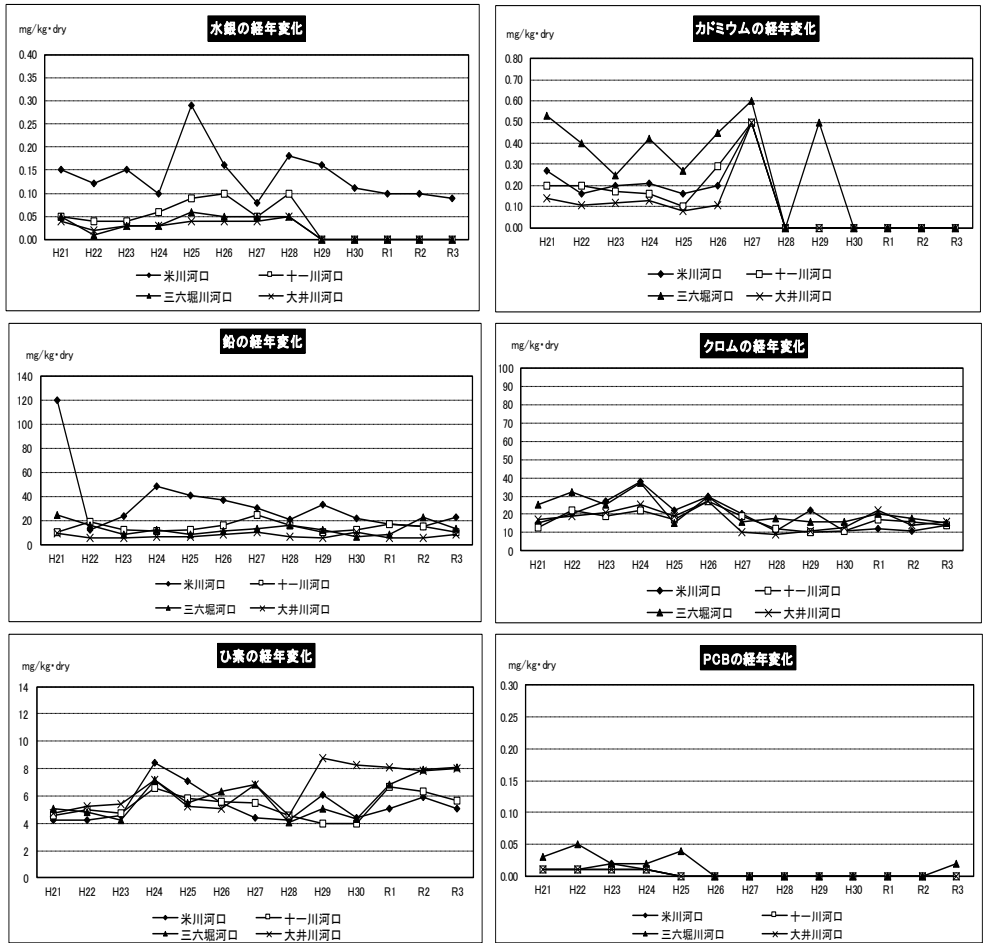 水銀の経年変化
mg/kg・dry
0.40
0.35
0.30
0.25
0.20
0.15
0.10
0.05
0.00
H21 H22 H23 H24 H25 H26 H27 H28 H29 H30 R1 R2 R3
米川河口 十一川河口
三六堀川河口 大井川河口
カドミウムの経年変化
mg/kg・dry
0.80
0.70
0.60
0.50
0.40
0.30
0.20
0.10
0.00
H21 H22 H23 H24 H25 H26 H27 H28 H29 H30 R1 R2 R3
米川河口 十一川河口
三六堀河口 大井川河口
鉛の経年変化
mg/kg・dry
140
120
100
80
60
40
20
0
H21 H22 H23 H24 H25 H26 H27 H28 H29 H30 R1 R2 R3
米川河口 十一川河口
三六堀河口 大井川河口
クロムの経年変化
mg/kg・dry
100
90
80
70
60
50
40
30
20
10
0
H21 H22 H23 H24 H25 H26 H27 H28 H29 H30 R1 R2 R3
米川河口 十一川河口
三六堀河口 大井川河口
ひ素の経年変化
mg/kg・dry
14
12
10
8
6
4
2
0
H21 H22 H23 H24 H25 H26 H27 H28 H29 H30 R1 R2 R3
米川河口 十一川河口
三六堀河口 大井川河口
PCBの経年変化
mg/kg・dry
0.30
0.25
0.20
0.15
0.10
0.05
0.00
H21 H22 H23 H24 H25 H26 H27 H28 H29 H30 R1 R2 R3
米川河口 十一川河口
三六堀川河口 大井川河口